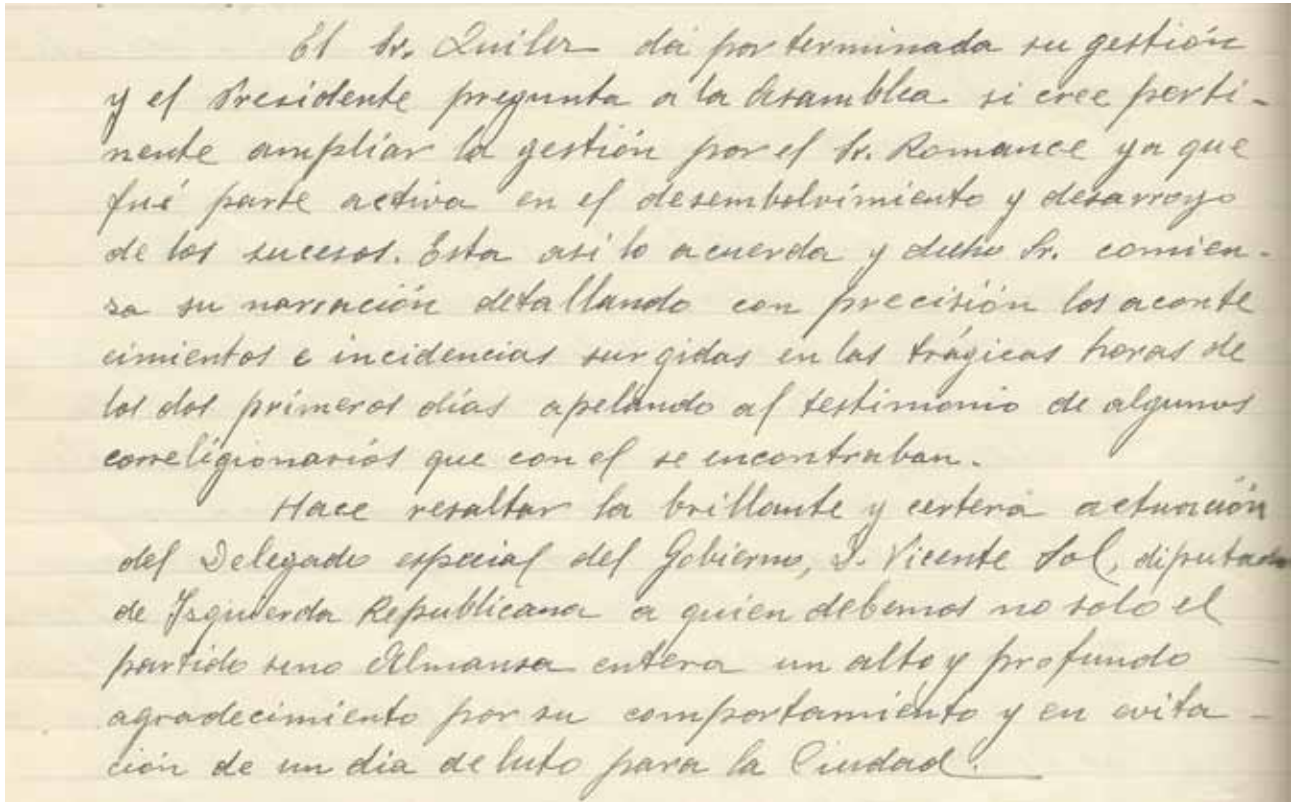 El Sr. Quiler da por terminada su gestión
y el Presidente pregunta a la Asamblea si cree perti-
nente ampliar la gestión por el Sr. Romance ya que
fué parte activa en el desembolvimiento y desarroyo
de los sucesos. Esta asi lo acuerda y dicho Sr. comien-
sa su narración detallando con precisión los aconte
cimientos e incidencias surgidas en las trágicas horas de
los dos primeros días apelando al testimonio de algunos
correligionarios que con el se encontraban.
Hace resaltar la brillante y certera actuación
del Delegado especial del Gobierno, D. Vicente Sol, diputado
de Izquierda Republicana a quien debemos no solo el
partido sino Almansa entera un alto y profundo
agradecimiento por su comportamiento y en evita-
ción de un dia de luto para la Ciudad.